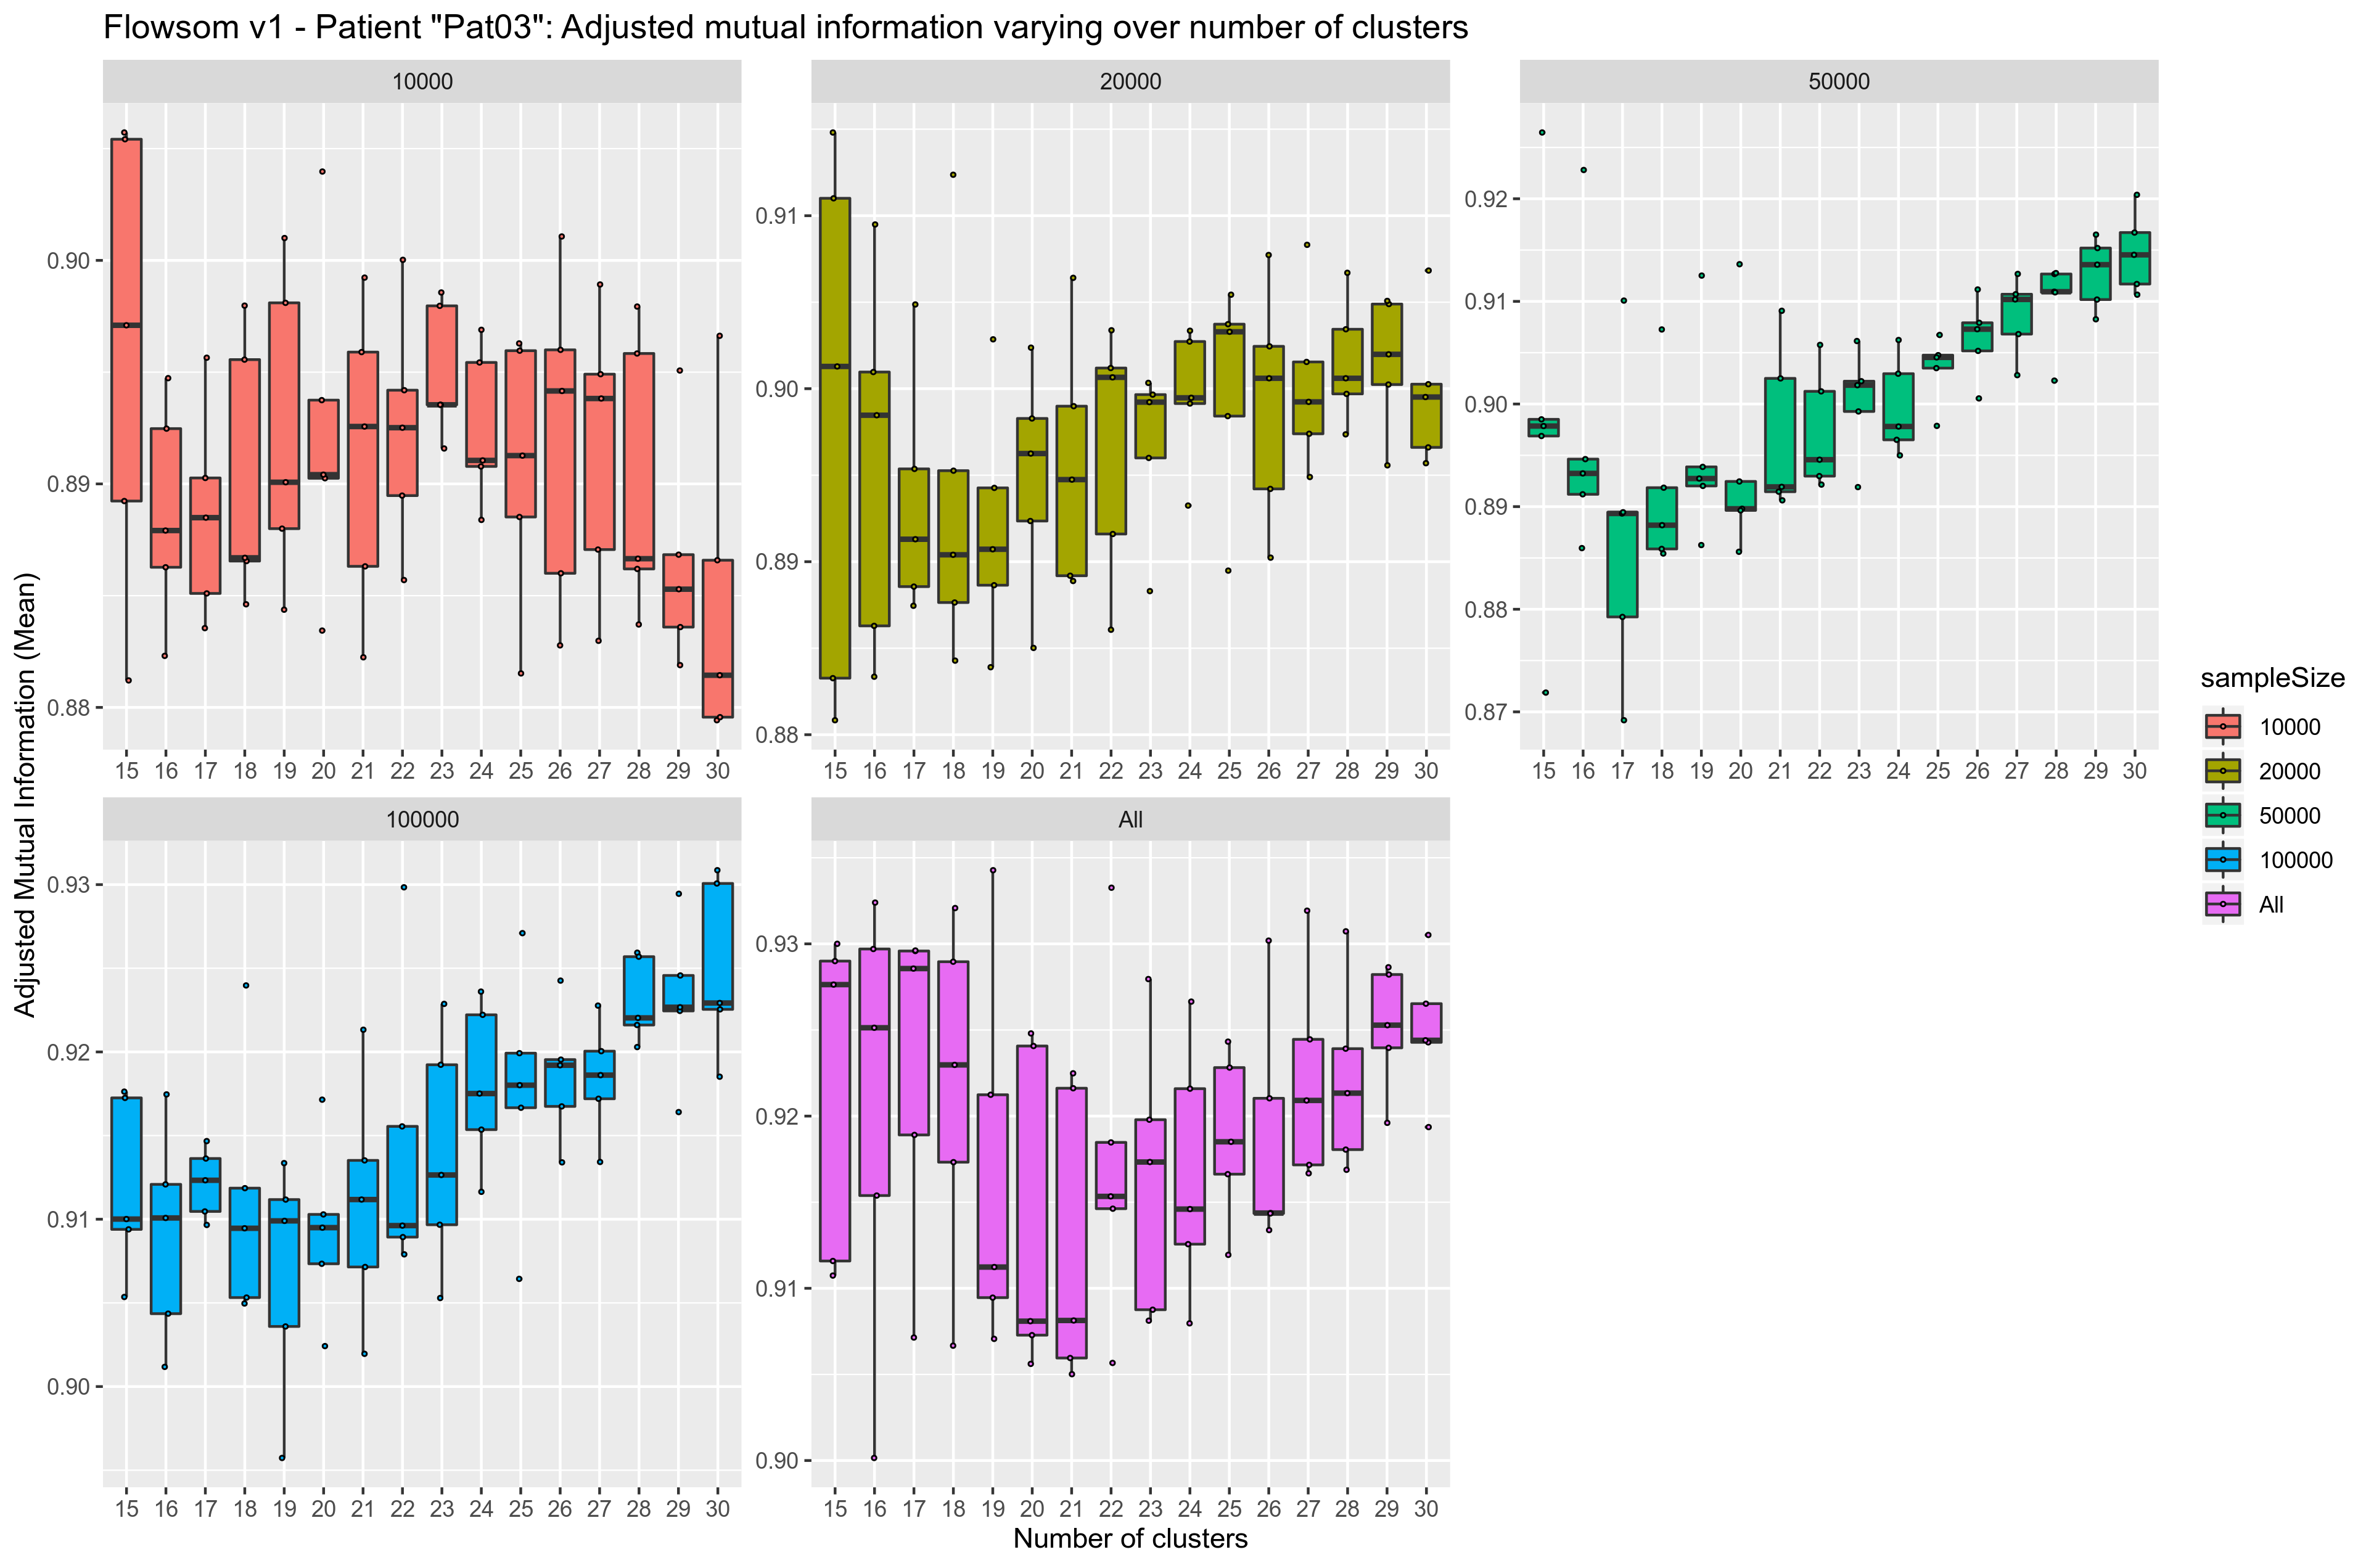 Flowsom v1 - Patient "Pat03": Adjusted mutual information varying over number of clusters
Adjusted Mutual Information (Mean)
10000
0.90
0.89
0.88
15 16 17 18 19 20 21 22 23 24 25 26 27 28 29 30
20000
0.91
0.90
0.89
0.88
15 16 17 18 19 20 21 22 23 24 25 26 27 28 29 30
50000
0.92
0.91
0.90
0.89
0.88
0.87
15 16 17 18 19 20 21 22 23 24 25 26 27 28 29 30
100000
0.93
0.92
0.91
0.90
15 16 17 18 19 20 21 22 23 24 25 26 27 28 29 30
All
0.93
0.92
0.91
0.90
15 16 17 18 19 20 21 22 23 24 25 26 27 28 29 30
Number of clusters
sampleSize
10000
20000
50000
100000
All